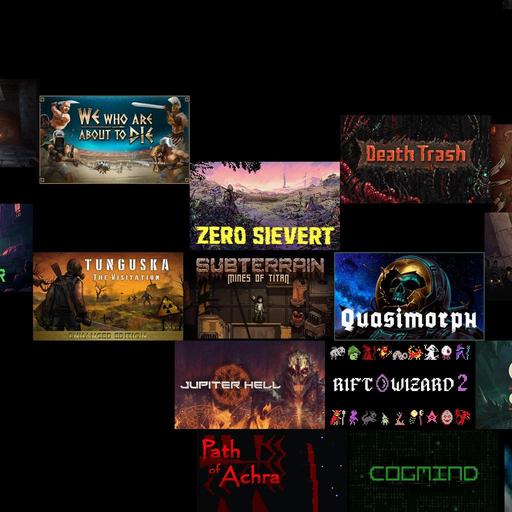 WE WHO ARE
ABOUT TO DIE
Death Trash
ZERO SIEVERT
TUNGUSKA
THE VISITATION
ENHANCED EDITION
SUBTERRAIN
MINES OF TITAN
Quasimorph
JUPITER HELL
RIFT WIZARD 2
Path
of
Achra
COGMIND